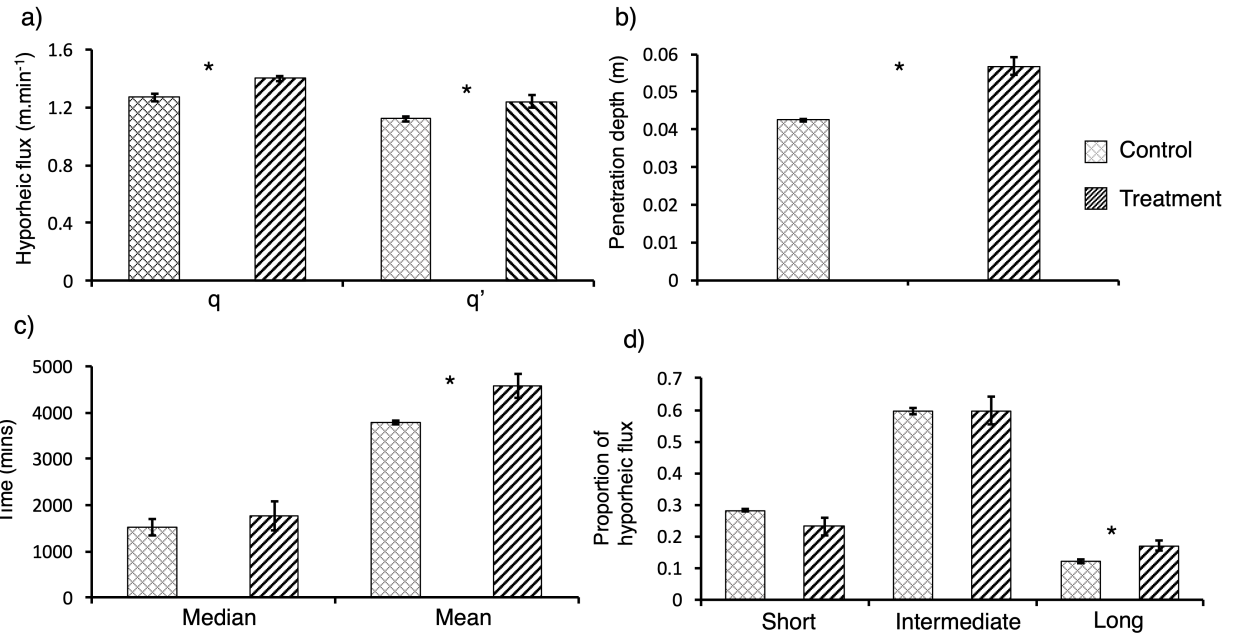 a)
Hyporheic flux (m.min⁻¹)
1.6
1.2
0.8
0.4
0
*
*
q
q’
b)
Penetration depth (m)
0.06
0.05
0.04
0.03
0.02
0.01
0
*
Control
Treatment
c)
Time (mins)
5000
4000
3000
2000
1000
0
*
Median
Mean
d)
Proportion of
hyporheic flux
0.7
0.6
0.5
0.4
0.3
0.2
0.1
0
*
Short
Intermediate
Long